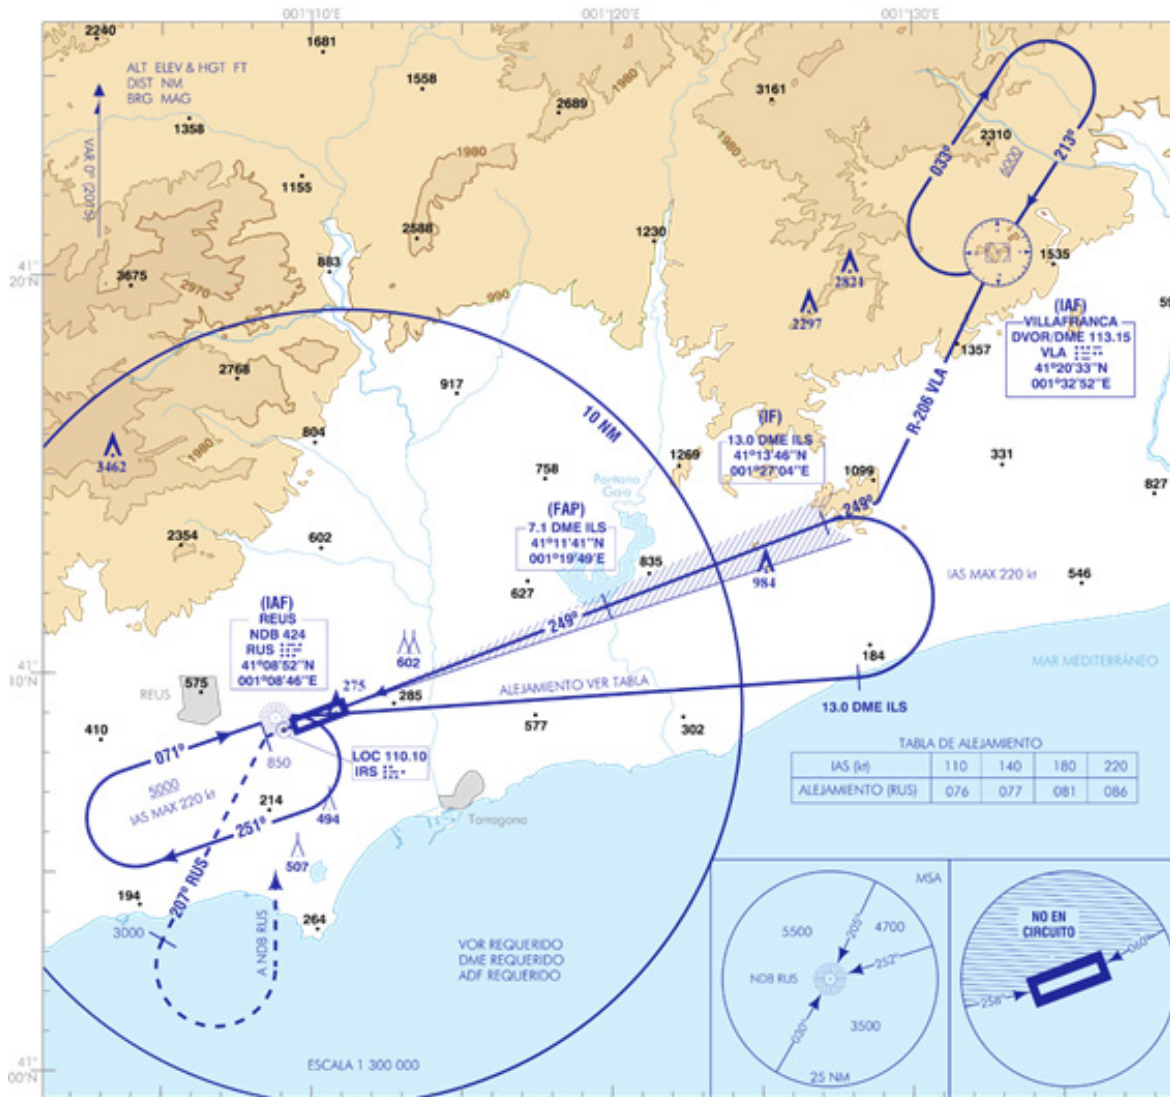 001°10'E
001°20'E
001°30'E
2240
1681
ALT ELEV & HGT FT
DIST NM
BRG MAG
1558
1980
3161
2689
1358
VAR 0° (2015)
1980
1980
2310
033°
213°
6000
1155
2588
1230
1535
883
41°
20'N
3675
2970
990
2821
2297
(IAF)
VILLAFRANCA
DVOR/DME 113.15
VLA
41°20'33"N
001°32'52"E
1357
2768
917
R-206 VLA
10 NM
(IF)
13.0 DME ILS
41°13'46"N
001°27'04"E
804
1980
3462
1269
331
758
1099
827
Pantano
Gaia
249°
(FAP)
7.1 DME ILS
41°11'41"N
001°19'49"E
2354
602
835
984
IAS MAX 220 kt
546
627
(IAF)
REUS
NDB 424
RUS
41°08'52"N
001°08'46"E
249°
602
184
MAR MEDITERRÁNEO
10'N
575
REUS
275
285
ALEJAMIENTO VER TABLA
13.0 DME ILS
410
577
302
071°
850
LOC 110.10
IRS
5000
IAS MAX 220 kt
214
494
251°
Tarragona
TABLA DE ALEJAMIENTO
IAS (kt) 110 140 180 220
ALEJAMIENTO (RUS) 076 077 081 086
507
207° RUS
194
264
3000
A NDB RUS
VOR REQUERIDO
DME REQUERIDO
ADF REQUERIDO
MSA
5500
4700
205°
252°
NDB RUS
030°
3500
25 NM
NO EN
CIRCUITO
060°
258°
ESCALA 1 300 000
41°
00'N